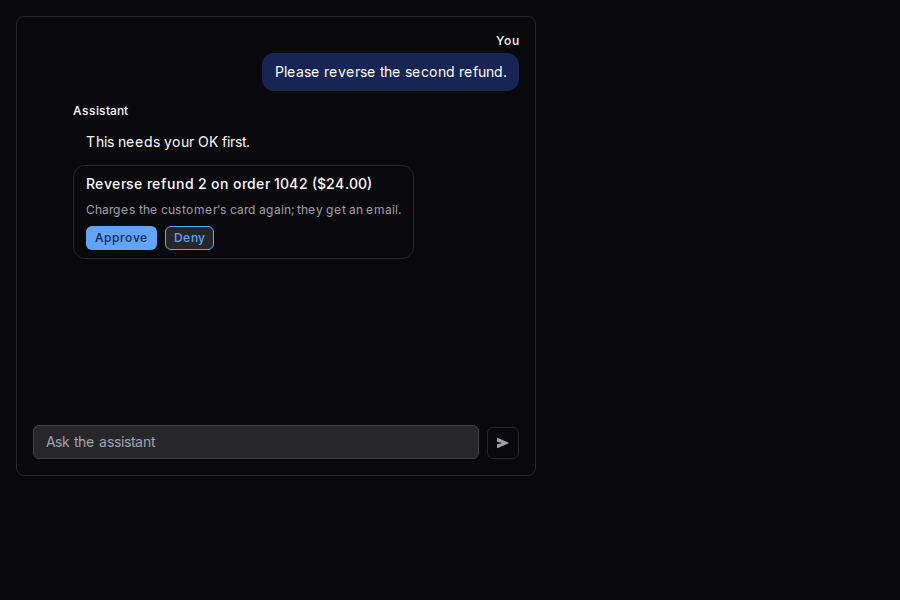 You
Please reverse the second refund.
Assistant
This needs your OK first.
Reverse refund 2 on order 1042 ($24.00)
Charges the customer's card again; they get an email.
Approve Deny
Ask the assistant